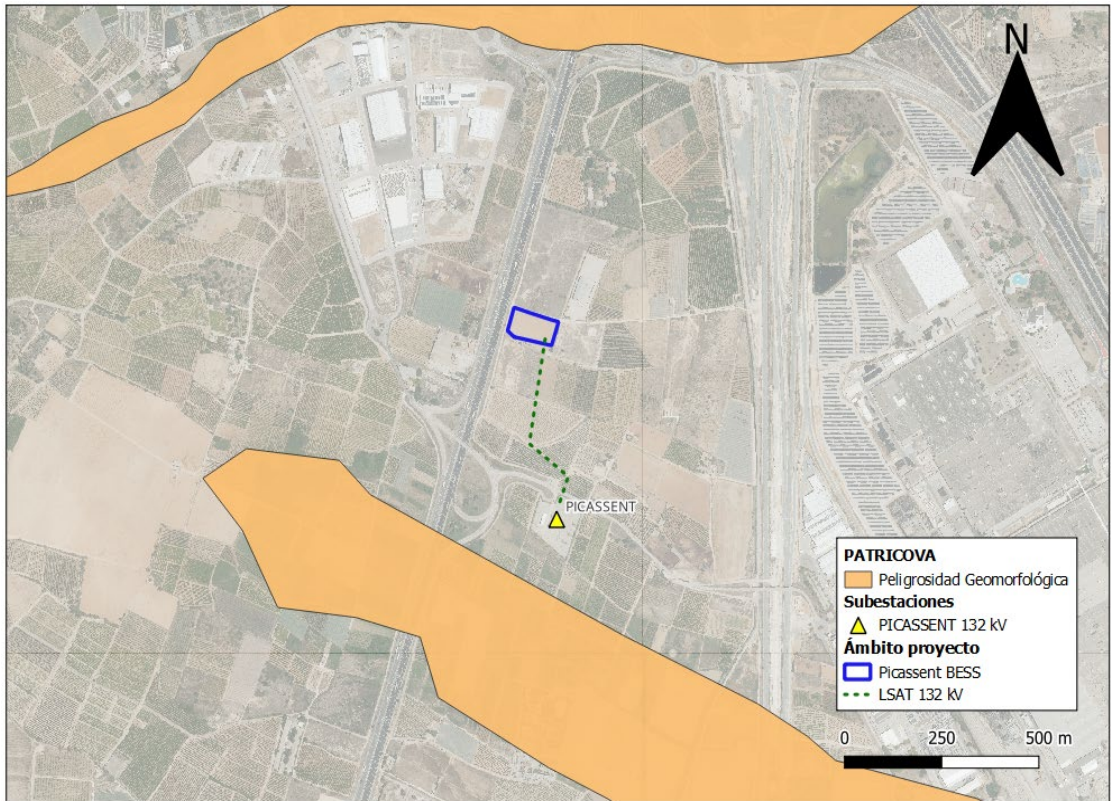 N
PICASSENT
PATRICOVA
Peligrosidad Geomorfológica
Subestaciones
PICASSENT 132 kV
Ámbito proyecto
Picassent BESS
LSAT 132 kV
0 250 500 m